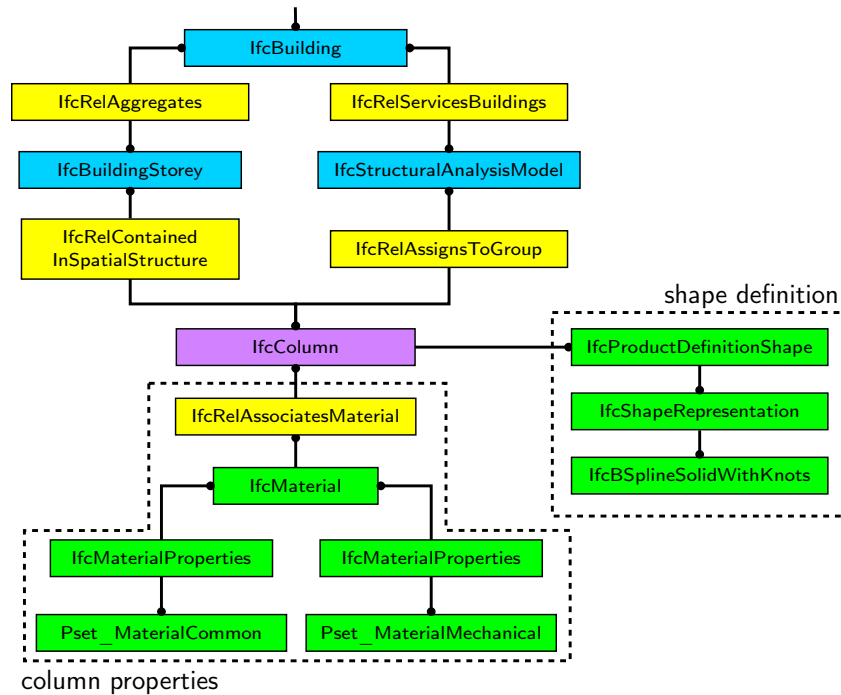 IfcBuilding
IfcRelAggregates
IfcRelServicesBuildings
IfcBuildingStorey
IfcStructuralAnalysisModel
IfcRelContained
InSpatialStructure
IfcRelAssignsToGroup
shape definition
IfcColumn
IfcProductDefinitionShape
IfcShapeRepresentation
IfcRelAssociatesMaterial
IfcBSplineSolidWithKnots
IfcMaterial
IfcMaterialProperties
IfcMaterialProperties
Pset_MaterialCommon
Pset_MaterialMechanical
column properties